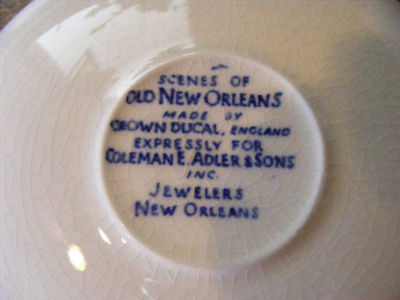 SCENES OF
OLD NEW ORLEANS
MADE BY
CROWN DUCAL, ENGLAND
EXPRESSLY FOR
COLEMAN E. ADLER & SONS
INC.
JEWELERS
NEW ORLEANS